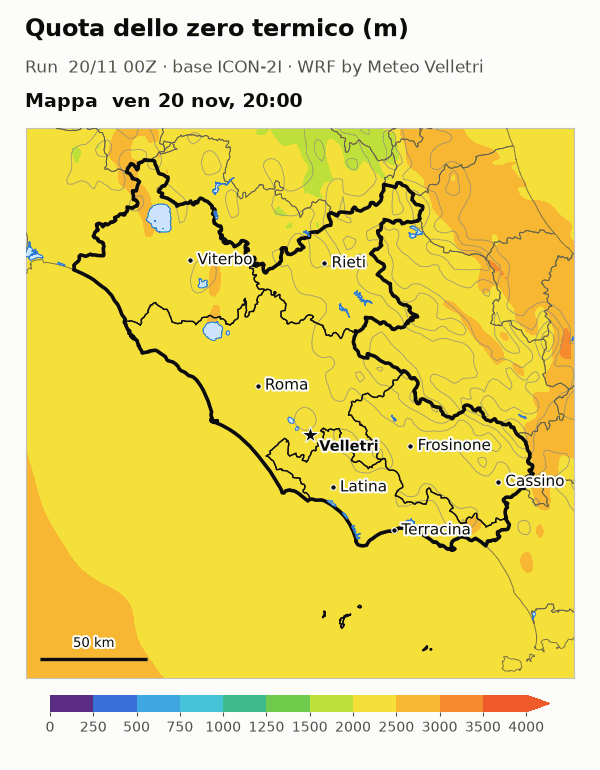 Quota dello zero termico (m)
Run  20/11 00Z · base ICON-2I · WRF by Meteo Velletri
Mappa  ven 20 nov, 20:00
Viterbo
Rieti
Roma
Velletri
Frosinone
Cassino
Latina
Terracina
50 km
0 250 500 750 1000 1250 1500 2000 2500 3000 3500 4000